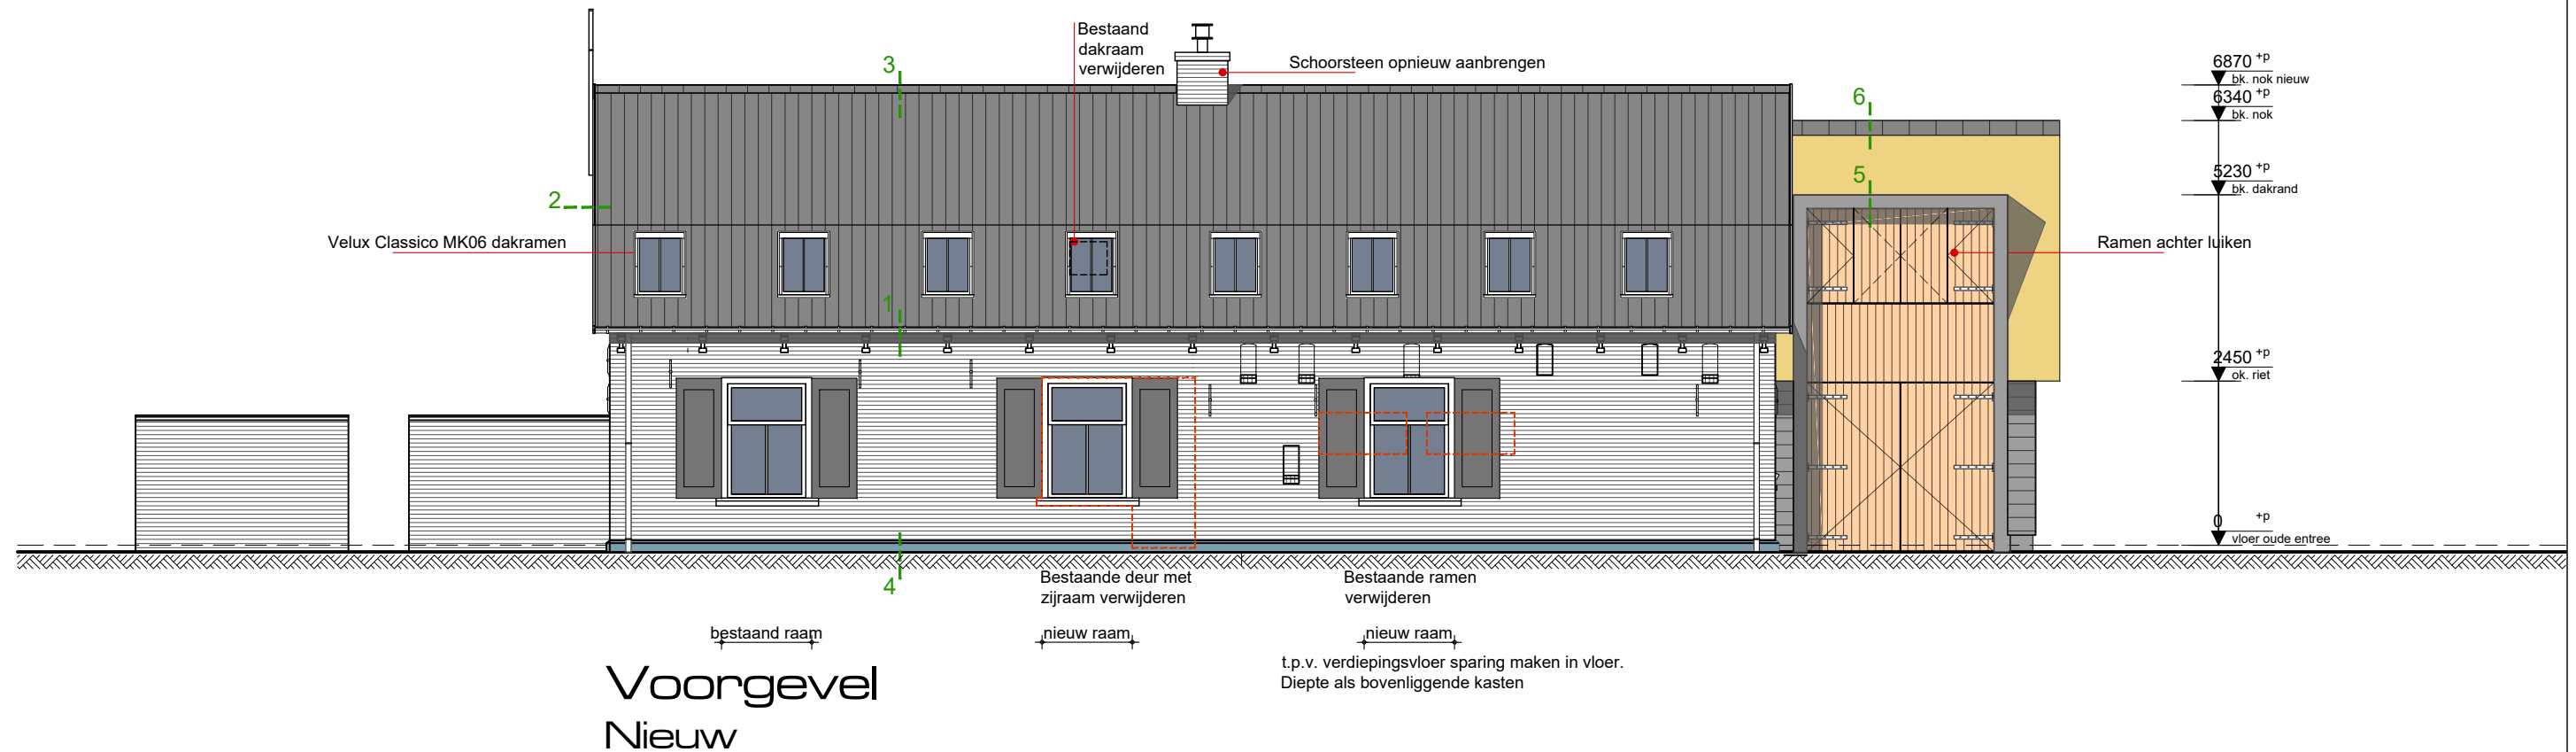 Bestaand
dakraam
verwijderen
Schoorsteen opnieuw aanbrengen
3
6870 +p
bk. nok nieuw
6340 +p
bk. nok
6
5230 +p
bk. dakrand
5
2
Velux Classico MK06 dakramen
Ramen achter luiken
1
2450 +p
ok. riet
0 +p
vloer oude entree
4
Bestaande deur met
zijraam verwijderen
Bestaande ramen
verwijderen
bestaand raam
nieuw raam
nieuw raam
t.p.v. verdiepingsvloer sparing maken in vloer.
Diepte als bovenliggende kasten
Voorgevel
Nieuw